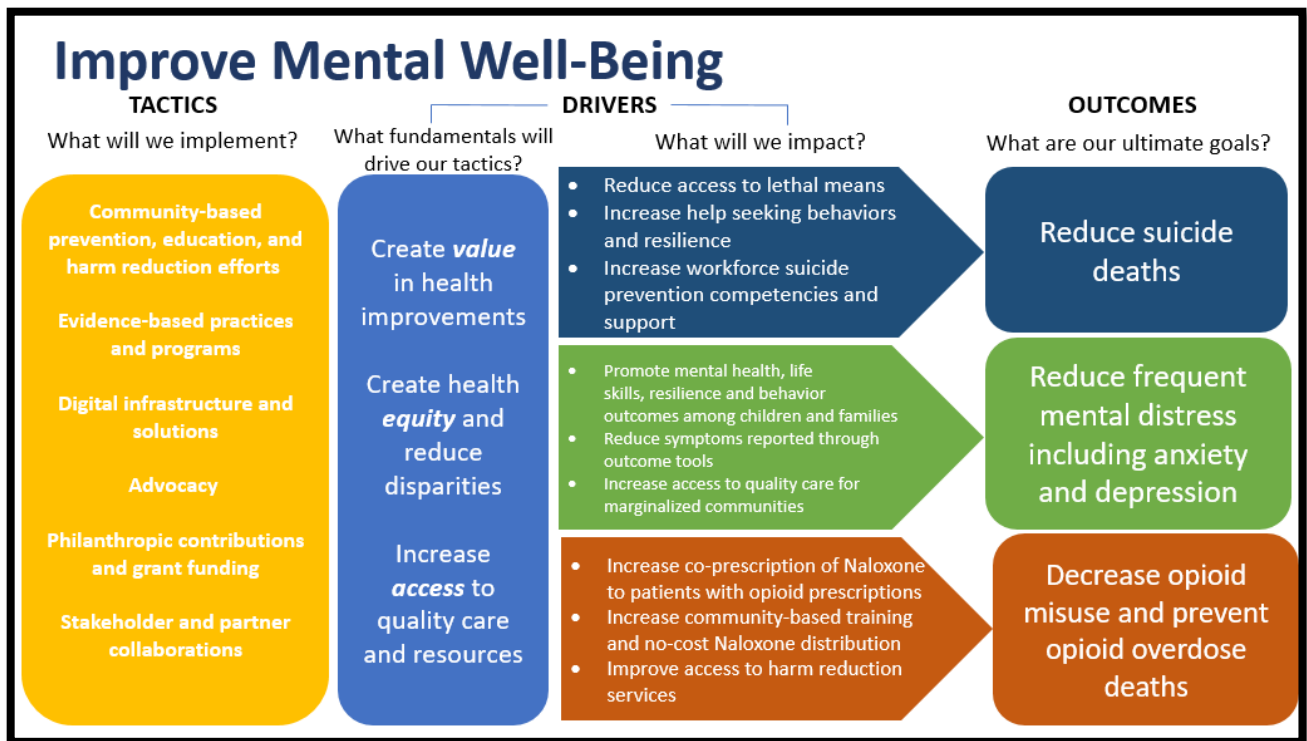 Improve Mental Well-Being
TACTICS
What will we implement?
Community-based
prevention, education, and
harm reduction efforts
Evidence-based practices
and programs
Digital infrastructure and
solutions
Advocacy
Philanthropic contributions
and grant funding
Stakeholder and partner
collaborations
DRIVERS
What fundamentals will
drive our tactics?
Create value
in health
improvements
Create health
equity and
reduce
disparities
Increase
access to
quality care
and resources
What will we impact?
• Reduce access to lethal means
• Increase help seeking behaviors
and resilience
• Increase workforce suicide
prevention competencies and
support
• Promote mental health, life
skills, resilience and behavior
outcomes among children and families
• Reduce symptoms reported through
outcome tools
• Increase access to quality care for
marginalized communities
• Increase co-prescription of Naloxone
to patients with opioid prescriptions
• Increase community-based training
and no-cost Naloxone distribution
• Improve access to harm reduction
services
OUTCOMES
What are our ultimate goals?
Reduce suicide
deaths
Reduce frequent
mental distress
including anxiety
and depression
Decrease opioid
misuse and prevent
opioid overdose
deaths